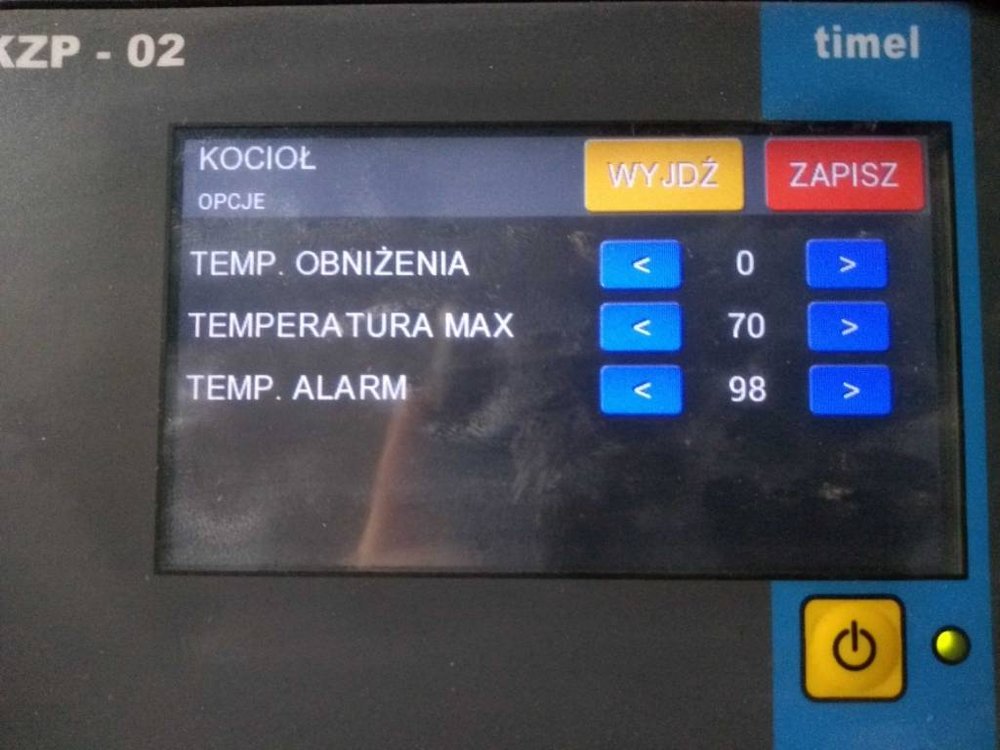 KZP - 02
timel
KOCIOŁ
OPCJE
WYJDŹ
ZAPISZ
TEMP. OBNIŻENIA < 0 >
TEMPERATURA MAX < 70 >
TEMP. ALARM < 98 >